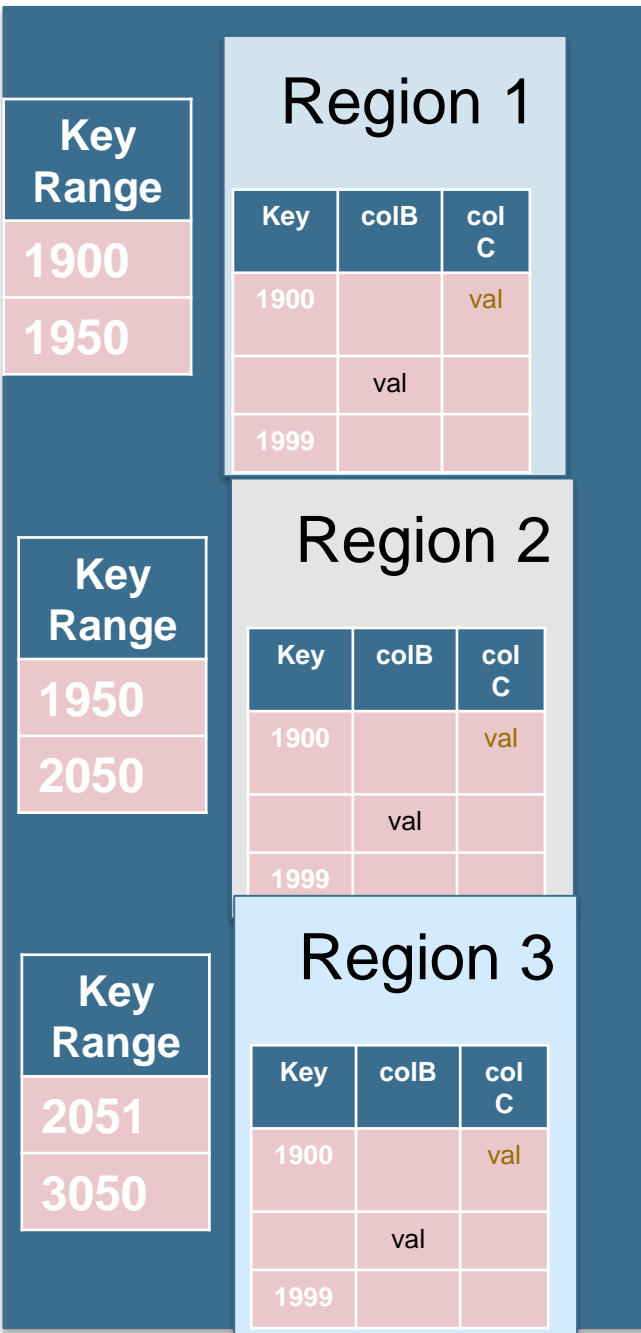 Key
Range
1900
1950
Region 1
Key colB col
C
1900 val
val
1999
Key
Range
1950
2050
Region 2
Key colB col
C
1900 val
val
1999
Key
Range
2051
3050
Region 3
Key colB col
C
1900 val
val
1999